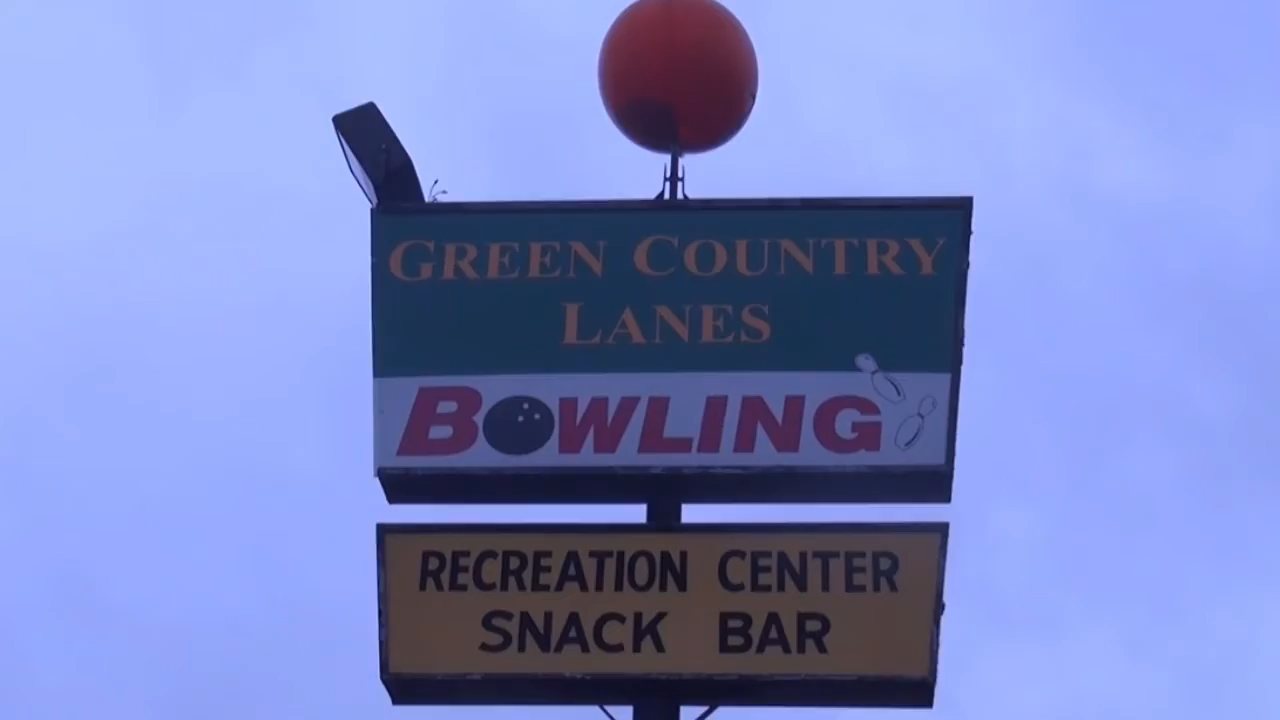 GREEN COUNTRY
LANES
BOWLING
RECREATION CENTER
SNACK BAR